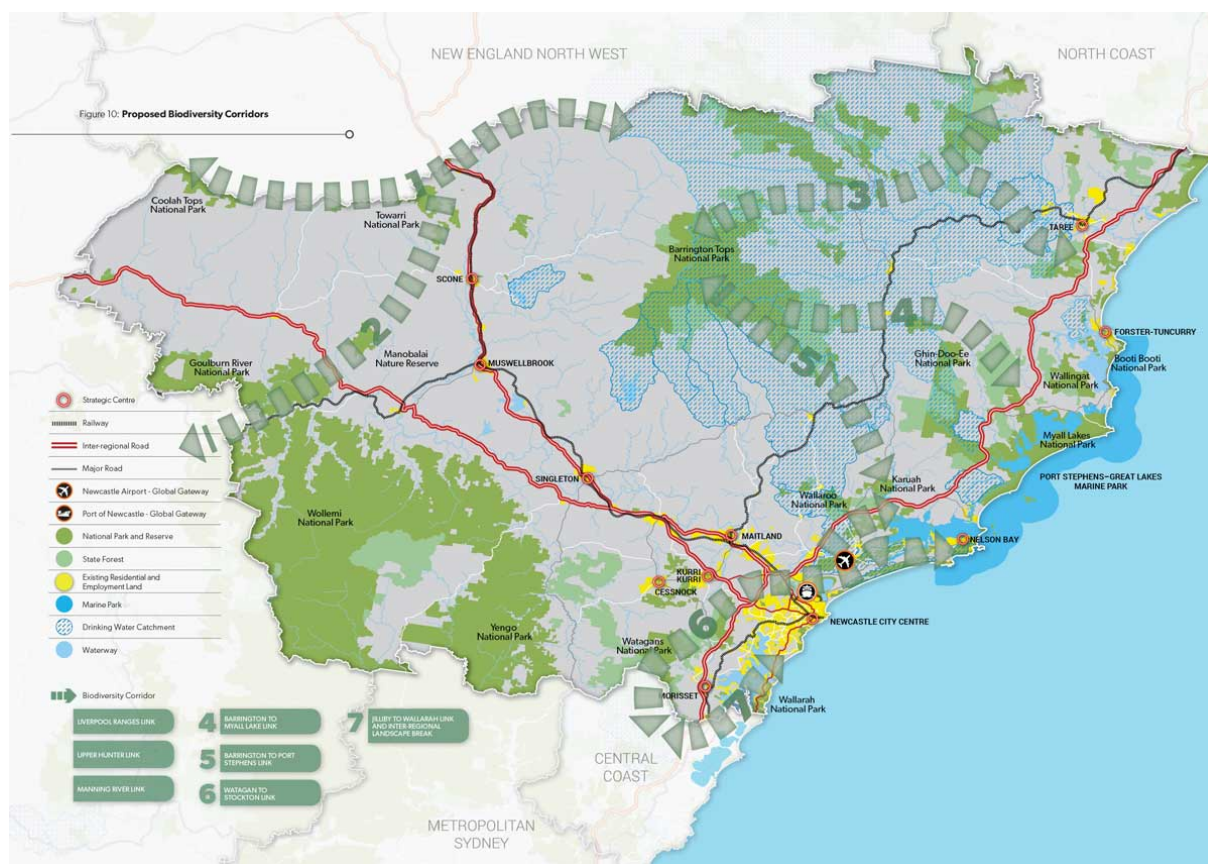 NEW ENGLAND NORTH WEST
NORTH COAST
Figure 10: Proposed Biodiversity Corridors
1
Coolah Tops
National Park
Towarri
National Park
3
TAREE
Barrington Tops
National Park
SCONE
2
4
FORSTER-TUNCURRY
Goulburn River
National Park
Manobalai
Nature Reserve
MUSWELLBROOK
5
Ghin-Doo-Ee
National Park
Booti Booti
National Park
Wallingat
National Park
Myall Lakes
National Park
PORT STEPHENS–GREAT LAKES
MARINE PARK
SINGLETON
Karuah
National Park
Wallaroo
National Park
Wollemi
National Park
MAITLAND
NELSON BAY
KURRI
KURRI
CESSNOCK
6
NEWCASTLE CITY CENTRE
Yengo
National Park
Watagans
National Park
MORISSET
7
Wallarah
National Park
CENTRAL
COAST
METROPOLITAN
SYDNEY
Strategic Centre
Railway
Inter-regional Road
Major Road
Newcastle Airport - Global Gateway
Port of Newcastle - Global Gateway
National Park and Reserve
State Forest
Existing Residential and
Employment Land
Marine Park
Drinking Water Catchment
Waterway
Biodiversity Corridor
LIVERPOOL RANGES LINK
UPPER HUNTER LINK
MANNING RIVER LINK
4 BARRINGTON TO
MYALL LAKE LINK
5 BARRINGTON TO PORT
STEPHENS LINK
6 WATAGAN TO
STOCKTON LINK
7 JILLIBY TO WALLARAH LINK
AND INTER-REGIONAL
LANDSCAPE BREAK